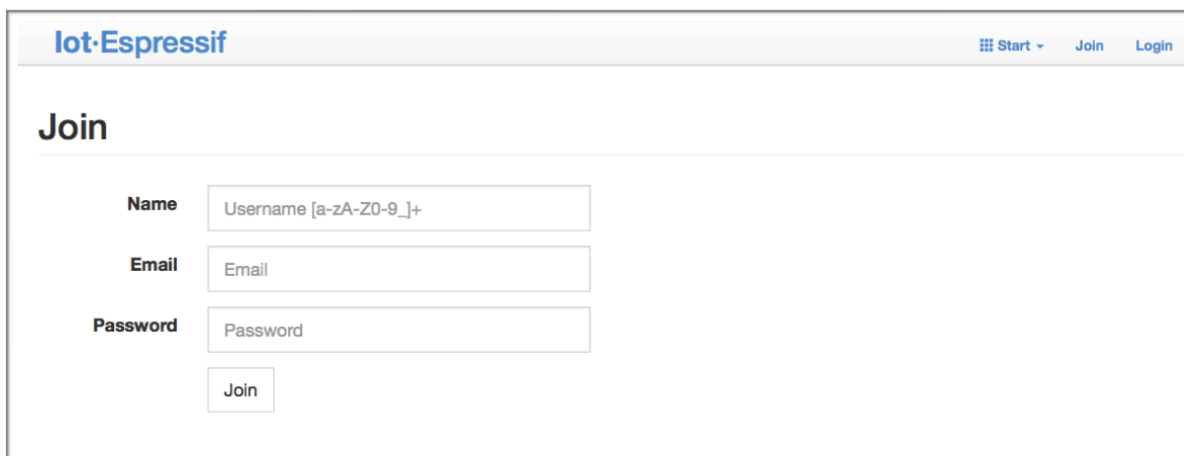 Iot·Espressif
Start Join Login
Join
Name Username [a-zA-Z0-9_]+
Email Email
Password Password
Join